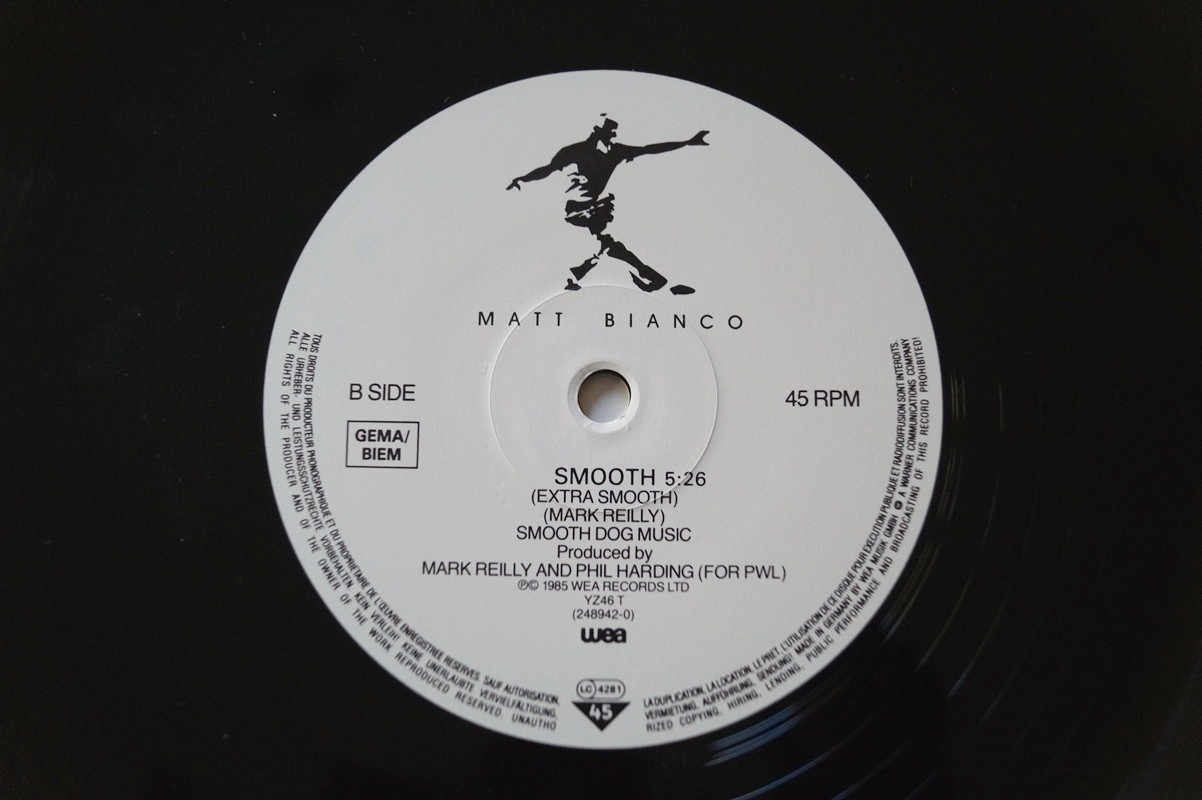 MATT BIANCO
B SIDE
45 RPM
GEMA/
BIEM
SMOOTH 5:26
(EXTRA SMOOTH)
(MARK REILLY)
SMOOTH DOG MUSIC
Produced by
MARK REILLY AND PHIL HARDING (FOR PWL)
℗© 1985 WEA RECORDS LTD
YZ46 T
(248942-0)
wea
LC 4281
45
TOUS DROITS DU PRODUCTEUR PHONOGRAPHIQUE ET DU PROPRIETAIRE DE L'ŒUVRE ENREGISTREE RESERVES. SAUF AUTORISATION,
LA DUPLICATION, LA LOCATION, LE PRET, L'UTILISATION DE CE DISQUE POUR EXECUTION PUBLIQUE ET RADIODIFFUSION SONT INTERDITS.
ALLE URHEBER- UND LEISTUNGSSCHUTZRECHTE VORBEHALTEN. KEIN VERLEIH! KEINE UNERLAUBTE VERVIELFÄLTIGUNG,
VERMIETUNG, AUFFÜHRUNG, SENDUNG! MADE IN GERMANY BY WEA MUSIK GMBH A WARNER COMMUNICATIONS COMPANY
ALL RIGHTS OF THE PRODUCER AND OF THE OWNER OF THE WORK REPRODUCED RESERVED. UNAUTHO
RIZED COPYING, HIRING, LENDING, PUBLIC PERFORMANCE AND BROADCASTING OF THIS RECORD PROHIBITED!